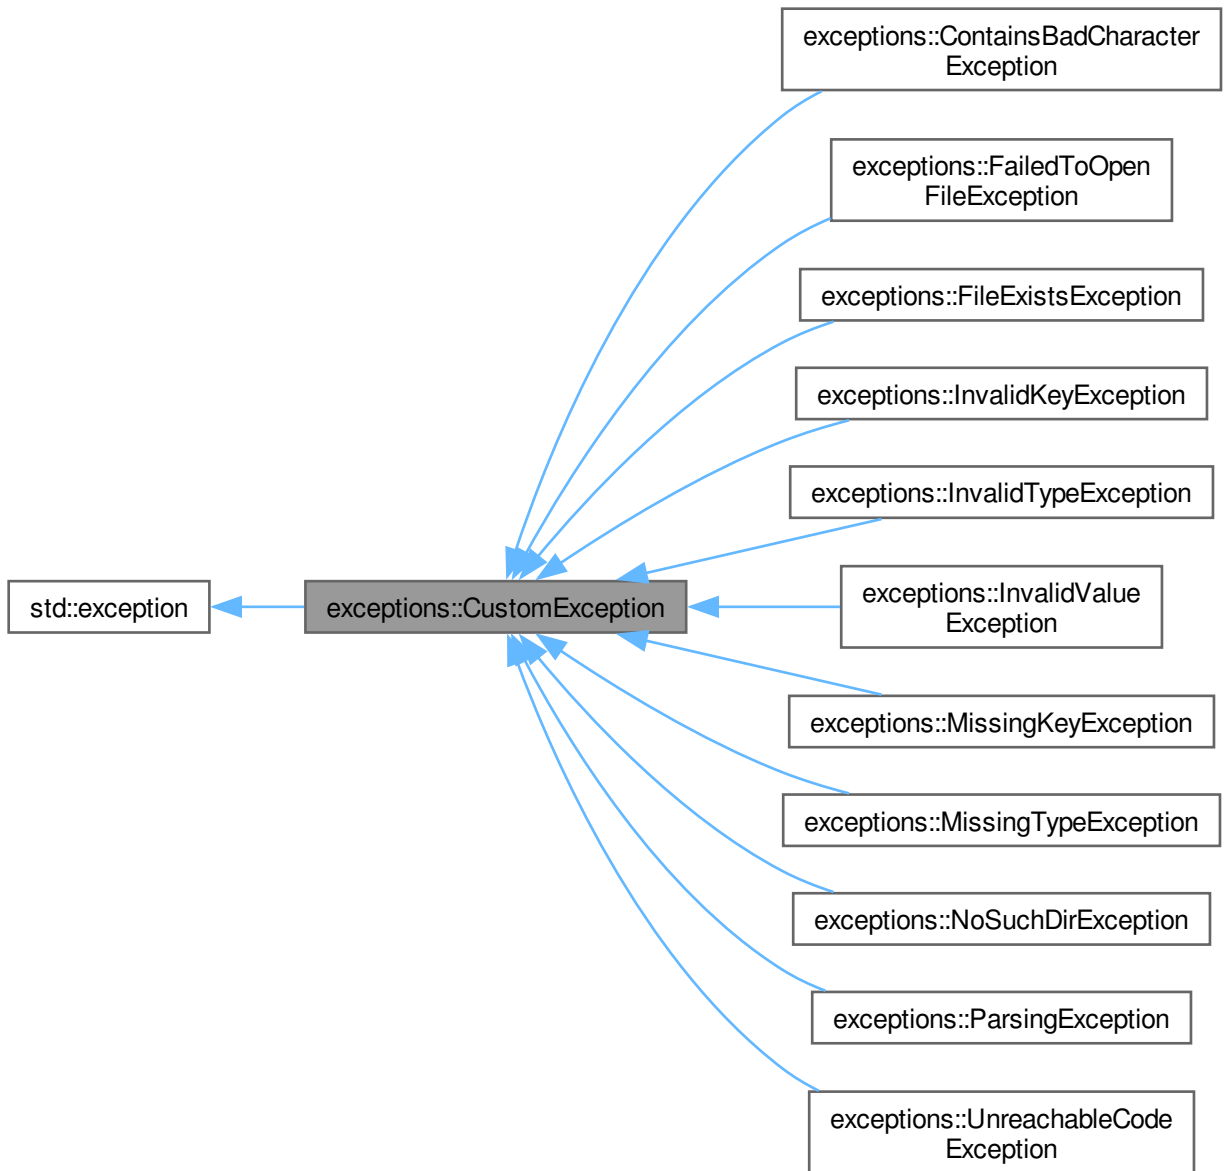 exceptions::ContainsBadCharacter
Exception
exceptions::FailedToOpen
FileException
exceptions::FileExistsException
exceptions::InvalidKeyException
exceptions::InvalidTypeException
std::exception
exceptions::CustomException
exceptions::InvalidValue
Exception
exceptions::MissingKeyException
exceptions::MissingTypeException
exceptions::NoSuchDirException
exceptions::ParsingException
exceptions::UnreachableCode
Exception